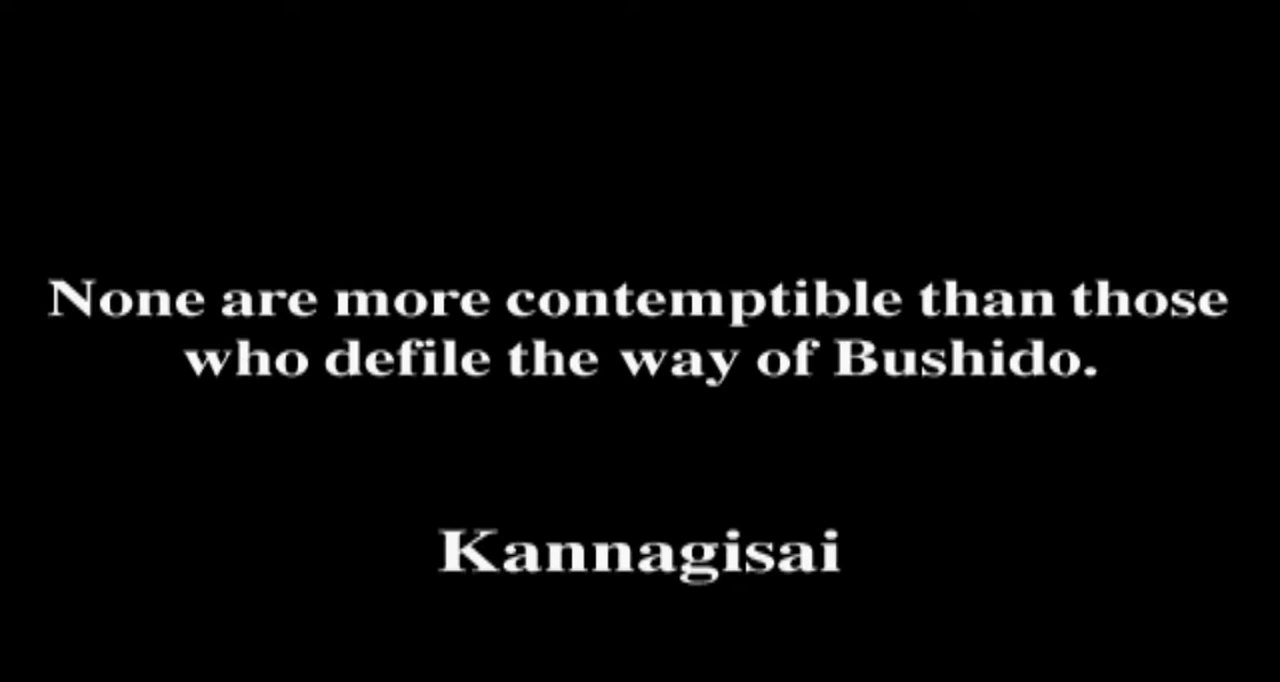 None are more contemptible than those
who defile the way of Bushido.
Kannagisai